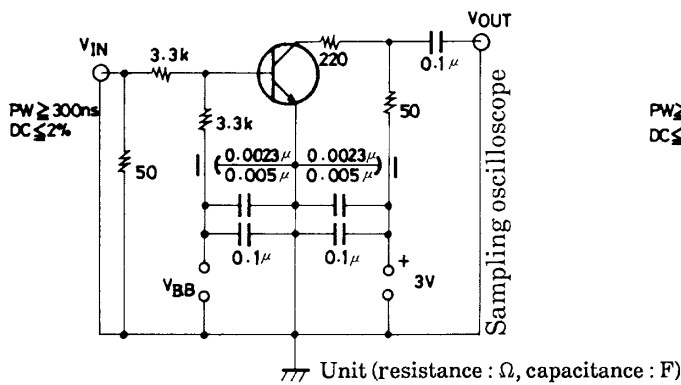 VOUT
VIN
3.3k
220
0.1μ
PW≧300ns
DC≦2%
50
3.3k
50
0.0023μ
0.0023μ
0.005μ
0.005μ
0.1μ
0.1μ
VBB
+
3V
Sampling oscilloscope
PW≧
DC≦
Unit (resistance : Ω, capacitance : F)